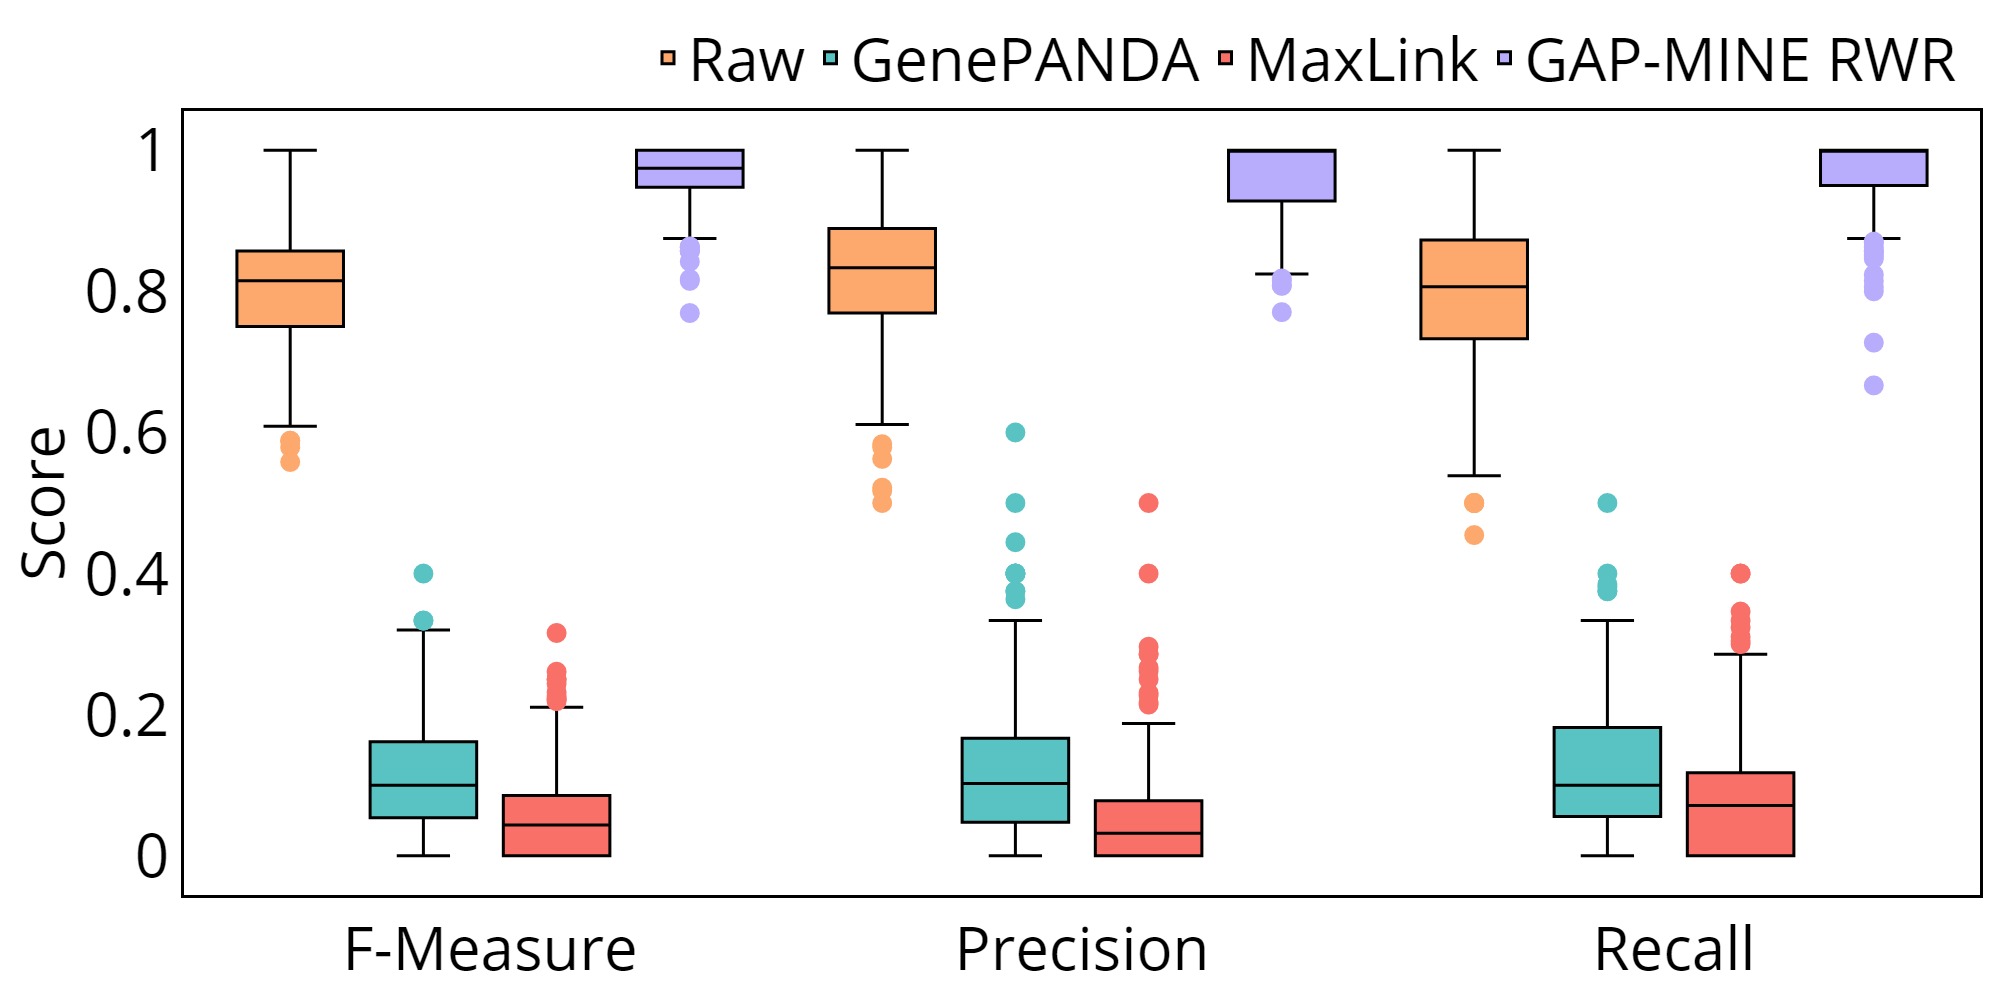 Raw GenePANDA MaxLink GAP-MINE RWR
1
0.8
0.6
0.4
0.2
0
Score
F-Measure Precision Recall